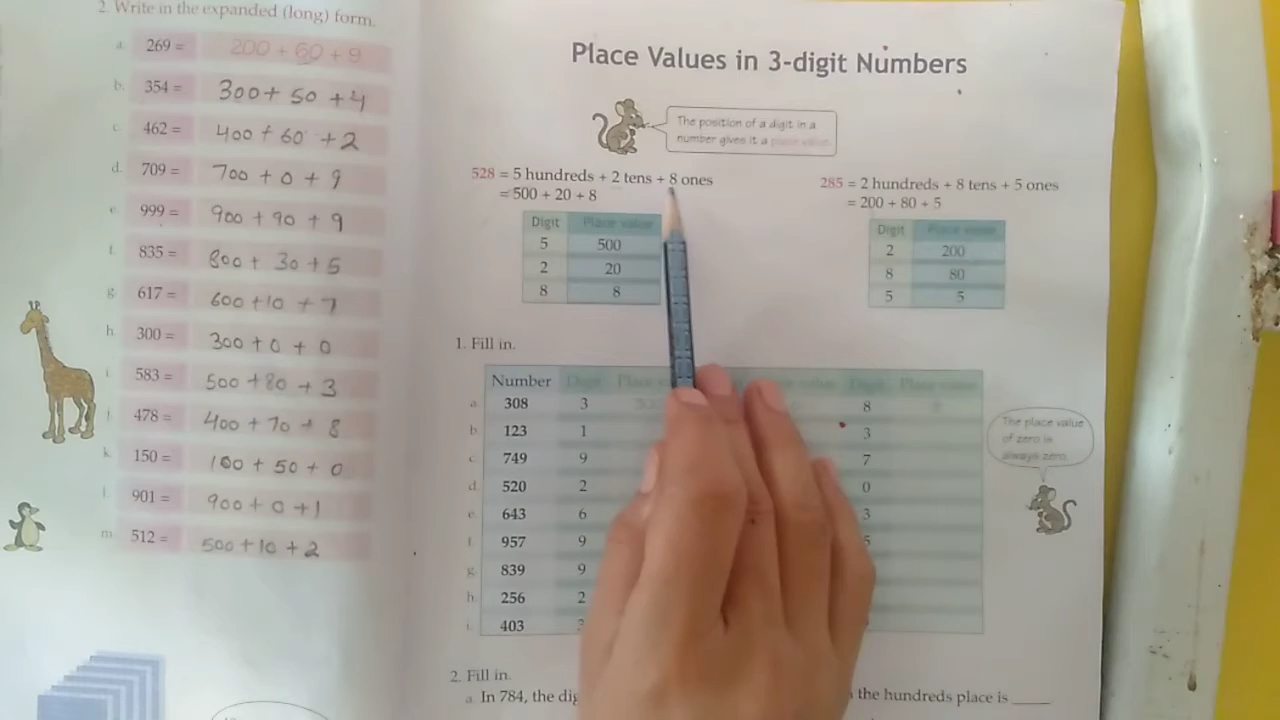 2. Write in the expanded (long) form.
a. 269 = 200 + 60 + 9
b. 354 = 300 + 50 + 4
c. 462 = 400 + 60 + 2
d. 709 = 700 + 0 + 9
e. 999 = 900 + 90 + 9
f. 835 = 800 + 30 + 5
g. 617 = 600 + 10 + 7
h. 300 = 300 + 0 + 0
i. 583 = 500 + 80 + 3
j. 478 = 400 + 70 + 8
k. 150 = 100 + 50 + 0
l. 901 = 900 + 0 + 1
m. 512 = 500 + 10 + 2
Place Values in 3-digit Numbers
The position of a digit in a
number gives it a place value.
528 = 5 hundreds + 2 tens + 8 ones
= 500 + 20 + 8
Digit Place value
5 500
2 20
8 8
285 = 2 hundreds + 8 tens + 5 ones
= 200 + 80 + 5
Digit Place value
2 200
8 80
5 5
1. Fill in.
Number Digit Place value Digit Place value
a. 308 3 8
b. 123 1 3
c. 749 9 7
d. 520 2 0
e. 643 6 3
f. 957 9 5
g. 839 9
h. 256 2
i. 403
The place value
of zero is
always zero.
2. Fill in.
a. In 784, the the hundreds place is